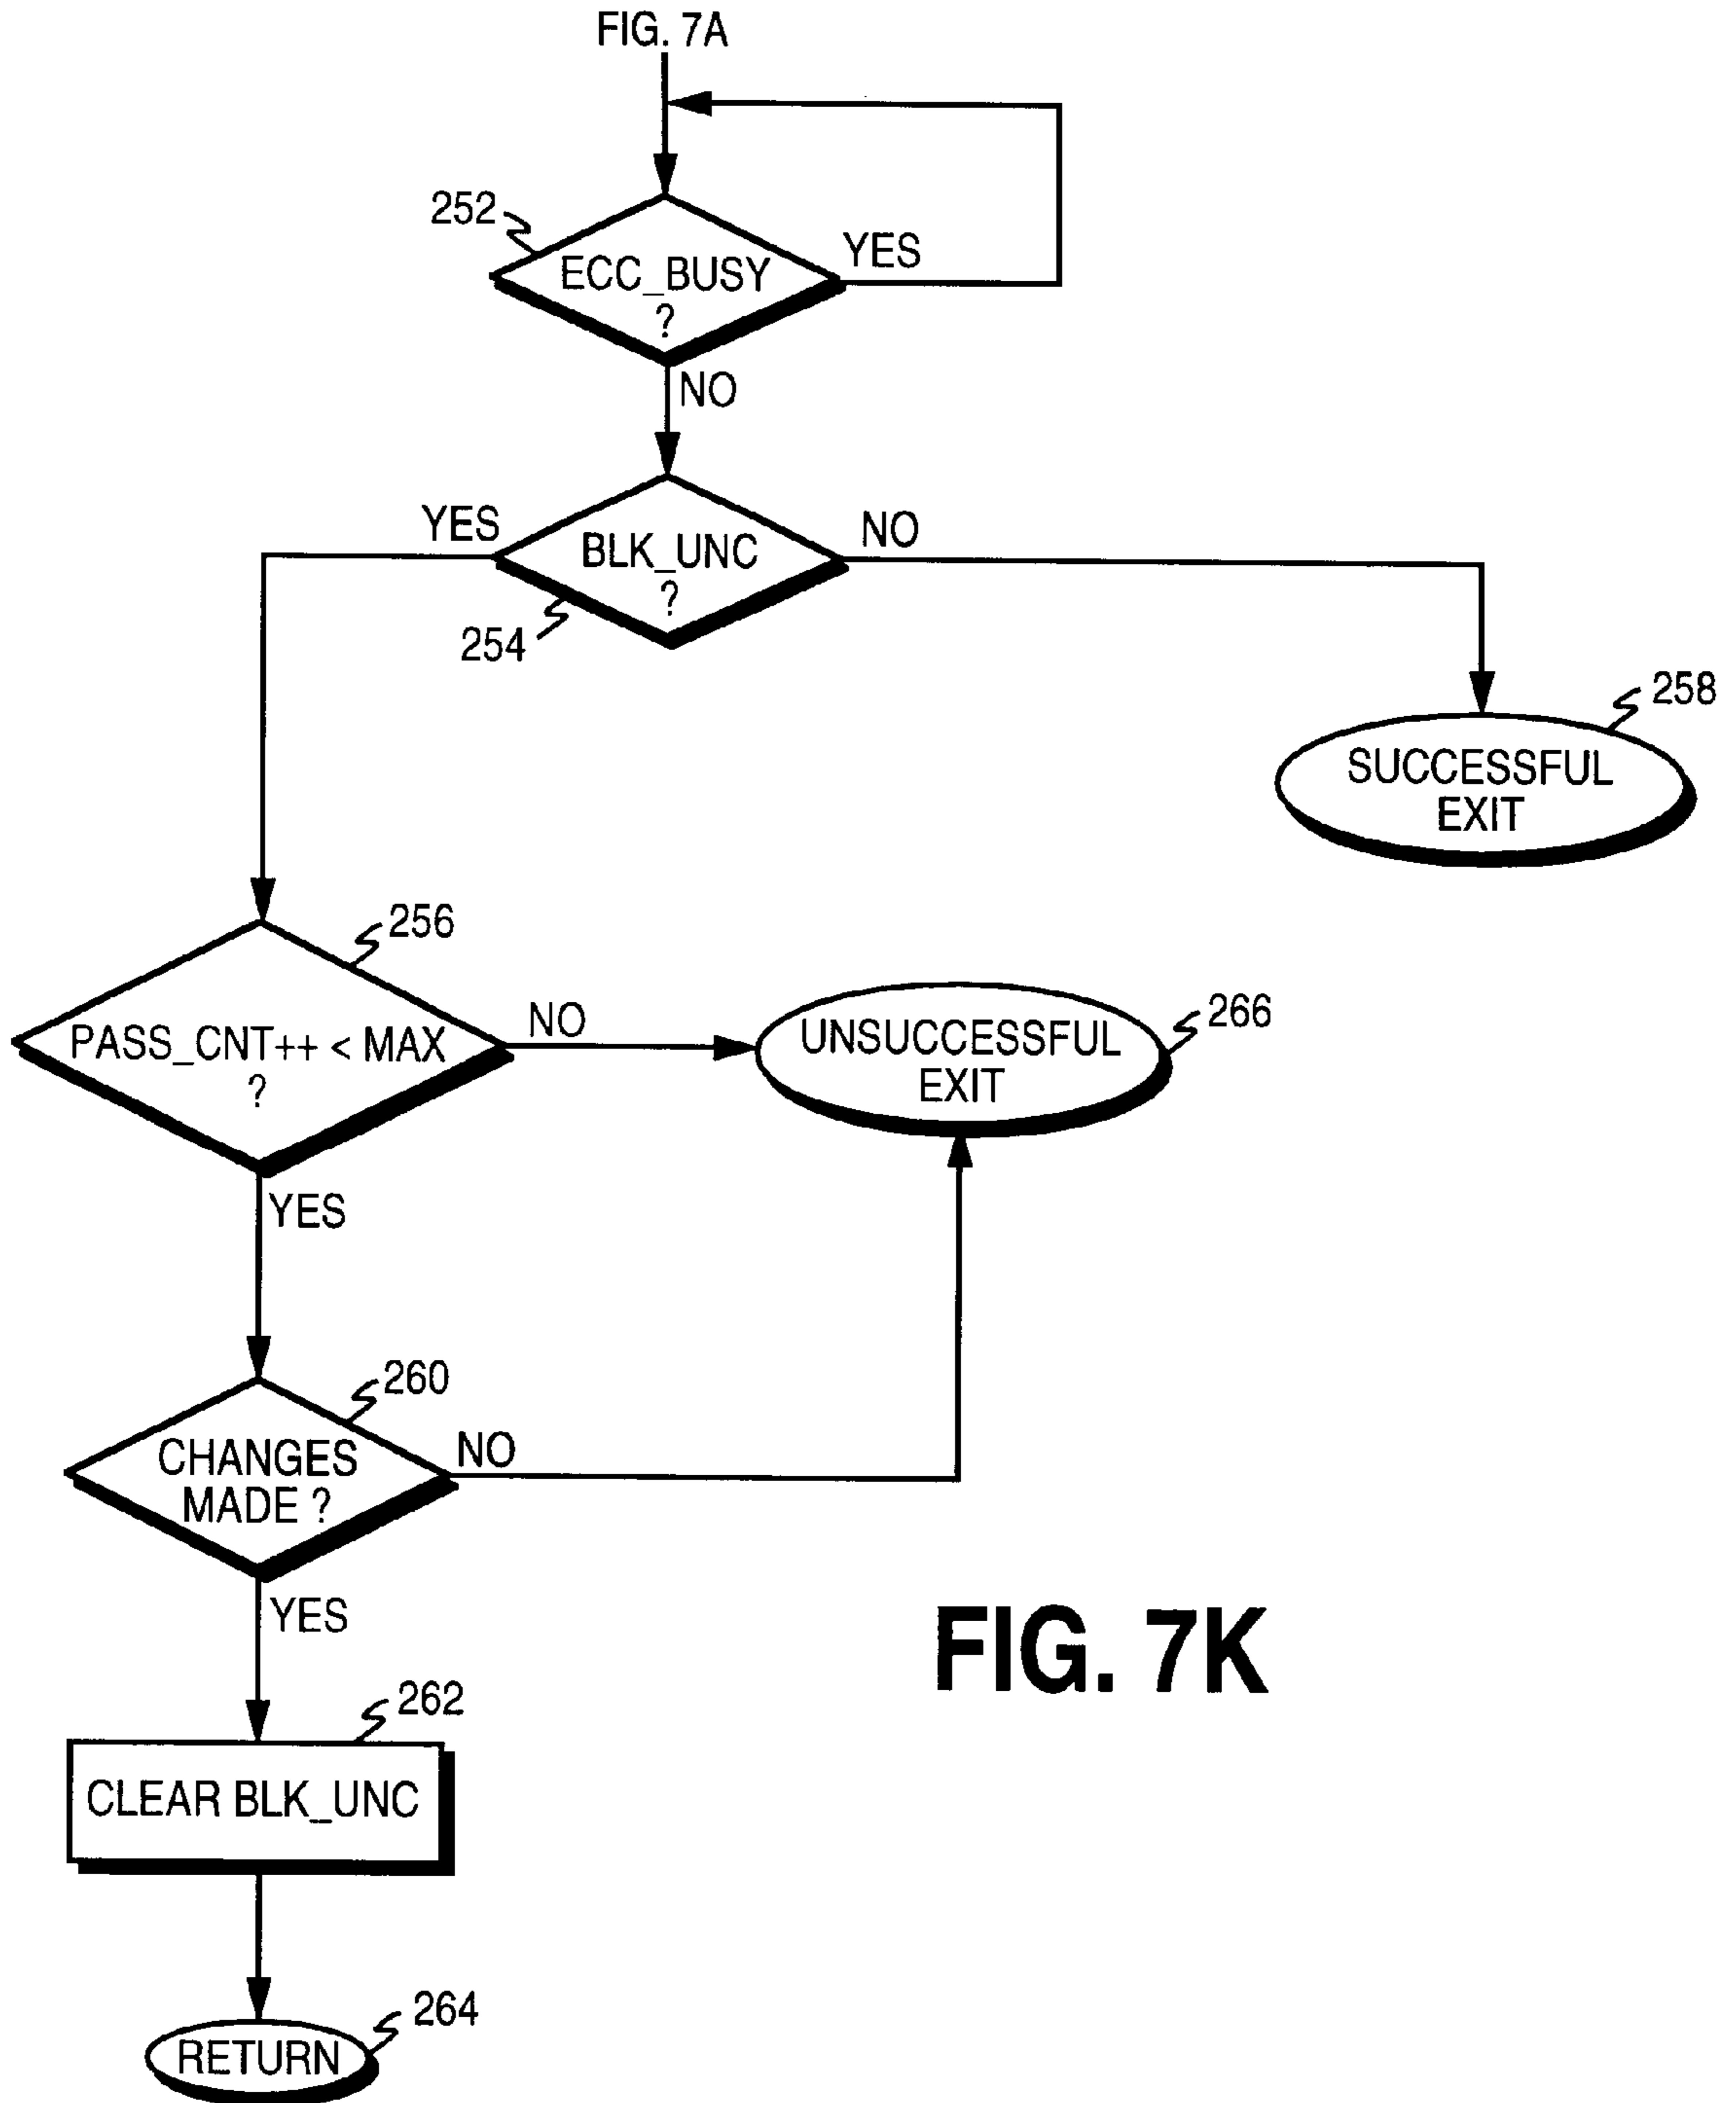 FIG. 7A
252
ECC_BUSY
?
YES
NO
YES
BLK_UNC
?
NO
254
258
SUCCESSFUL
EXIT
256
PASS_CNT++ < MAX
?
NO
UNSUCCESSFUL
EXIT
266
YES
260
CHANGES
MADE ?
NO
YES
FIG. 7K
262
CLEAR BLK_UNC
264
RETURN